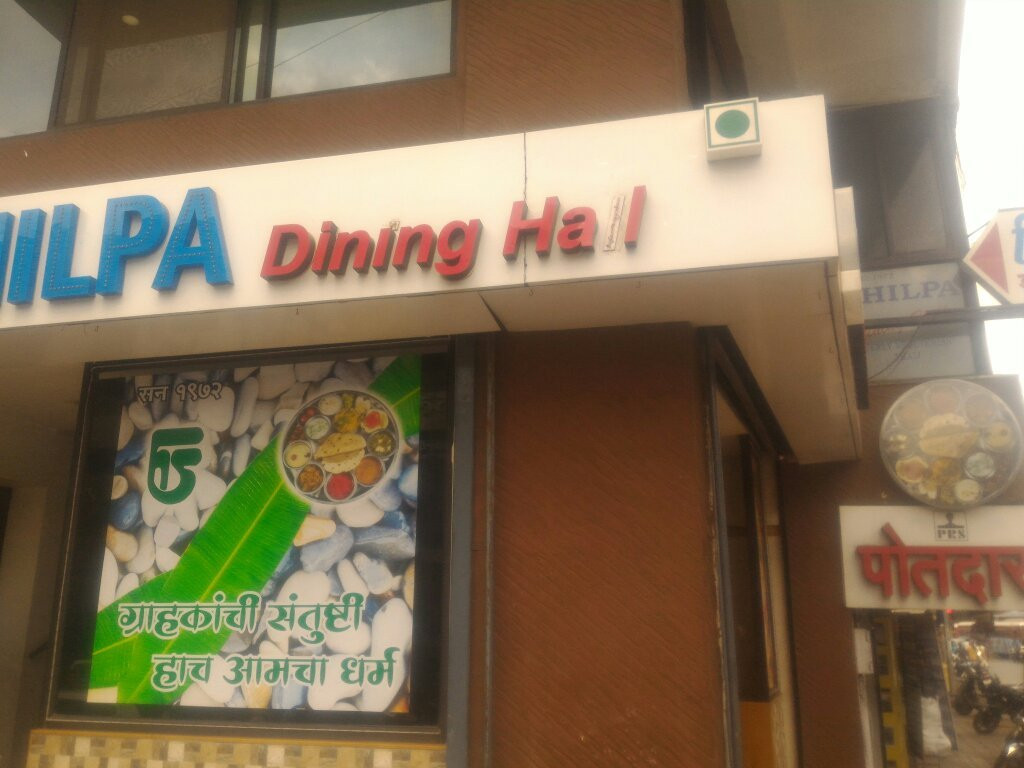 HILPA Dining Hall
सन १९७२
ग्राहकांची संतुष्टी
हाच आमचा धर्म
HILPA
PRS
पोतदार